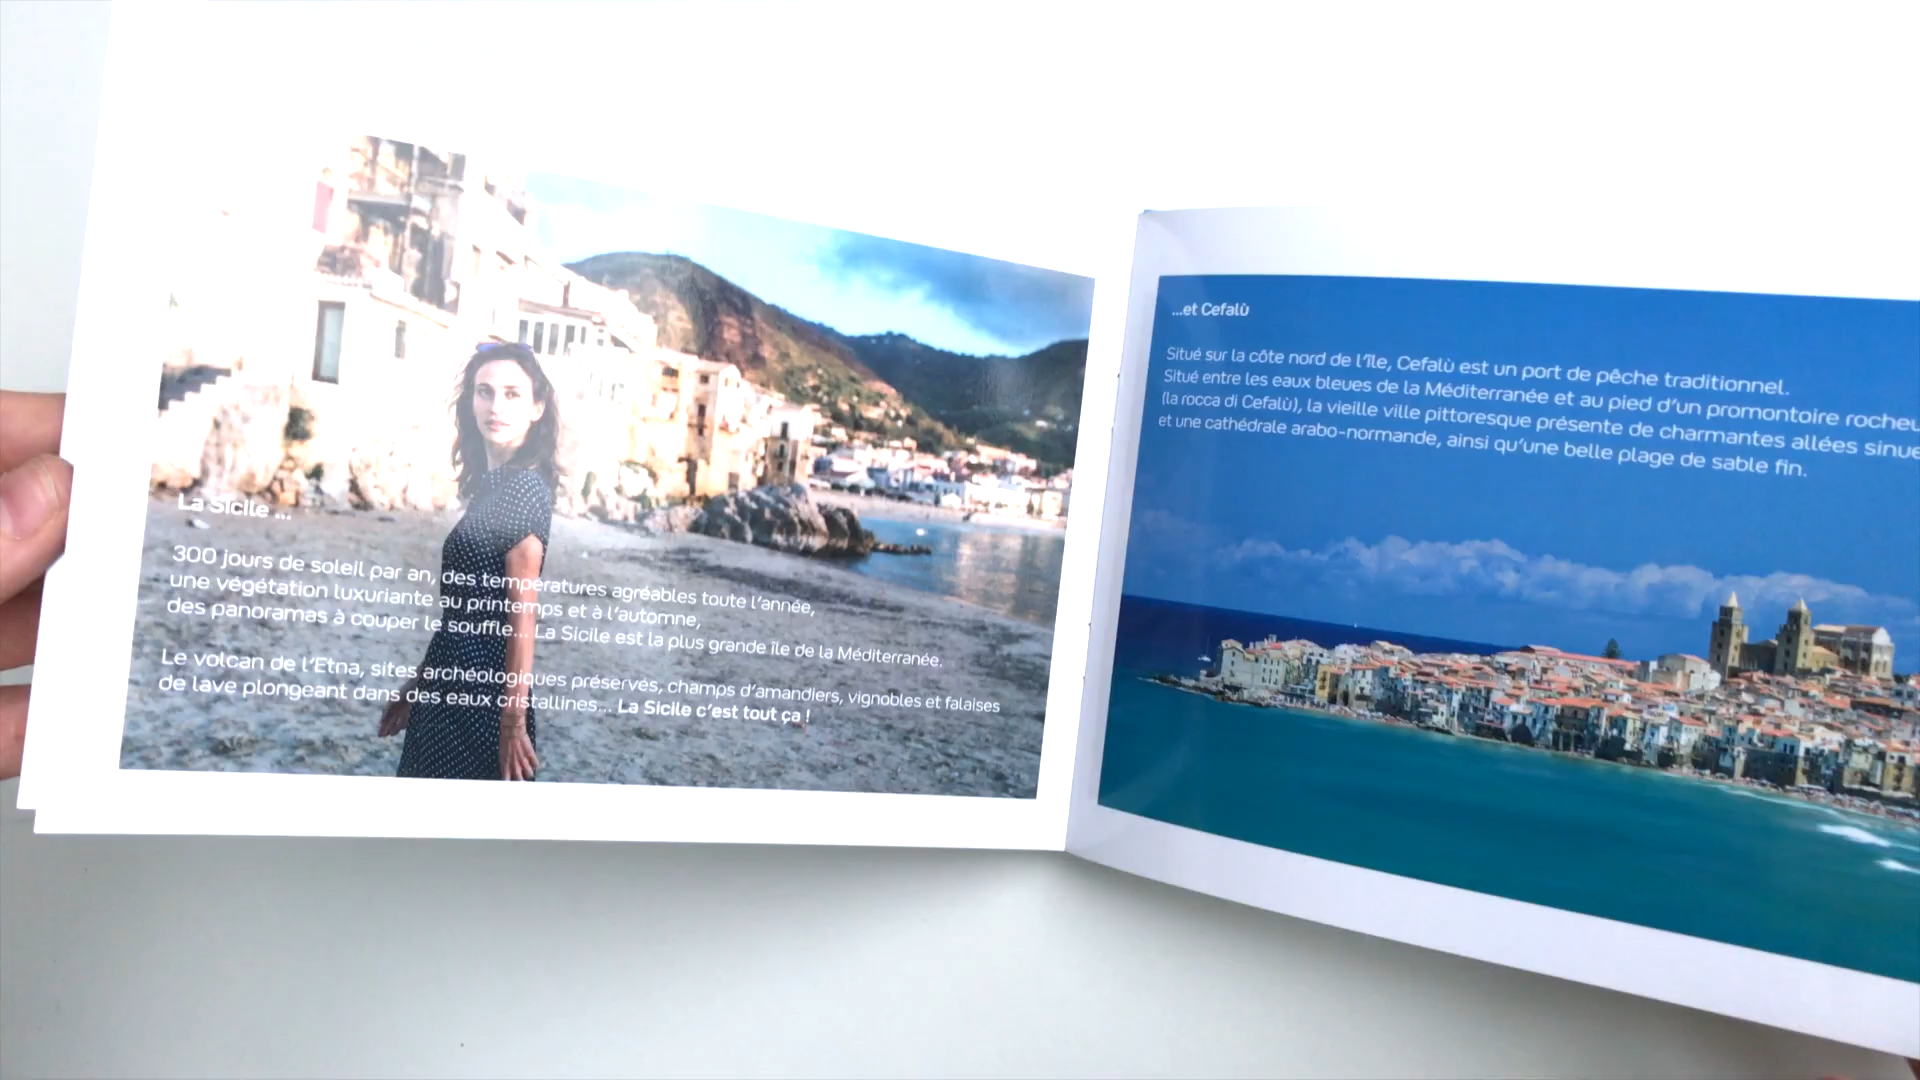 La Sicile ...
300 jours de soleil par an, des températures agréables toute l'année,
une végétation luxuriante au printemps et à l'automne,
des panoramas à couper le souffle... La Sicile est la plus grande île de la Méditerranée.
Le volcan de l'Etna, sites archéologiques préservés, champs d'amandiers, vignobles et falaises
de lave plongeant dans des eaux cristallines... La Sicile c'est tout ça !
...et Cefalù
Situé sur la côte nord de l'île, Cefalù est un port de pêche traditionnel.
Situé entre les eaux bleues de la Méditerranée et au pied d'un promontoire
(la rocca di Cefalù), la vieille ville pittoresque présente de charmantes allées
et une cathédrale arabo-normande, ainsi qu'une belle plage de sable fin.